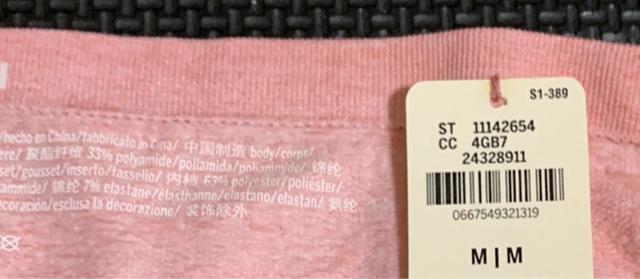 /hecho en China/fabbricato in Cina/ 中国制造 body/corps/
ere/ 聚酯纤维 33% polyamide/poliamida/poliammide/ 锦纶
set/gousset/inserto/tassello/ 内裆 63% polyester/poliéster/
ammide/ 锦纶 7% elastane/élasthanne/elastano/elastan/ 氨纶
ecoración/esclusa la decorazione/ 装饰除外
S1-389
ST 11142654
CC 4GB7
24328911
0667549321319
M | M